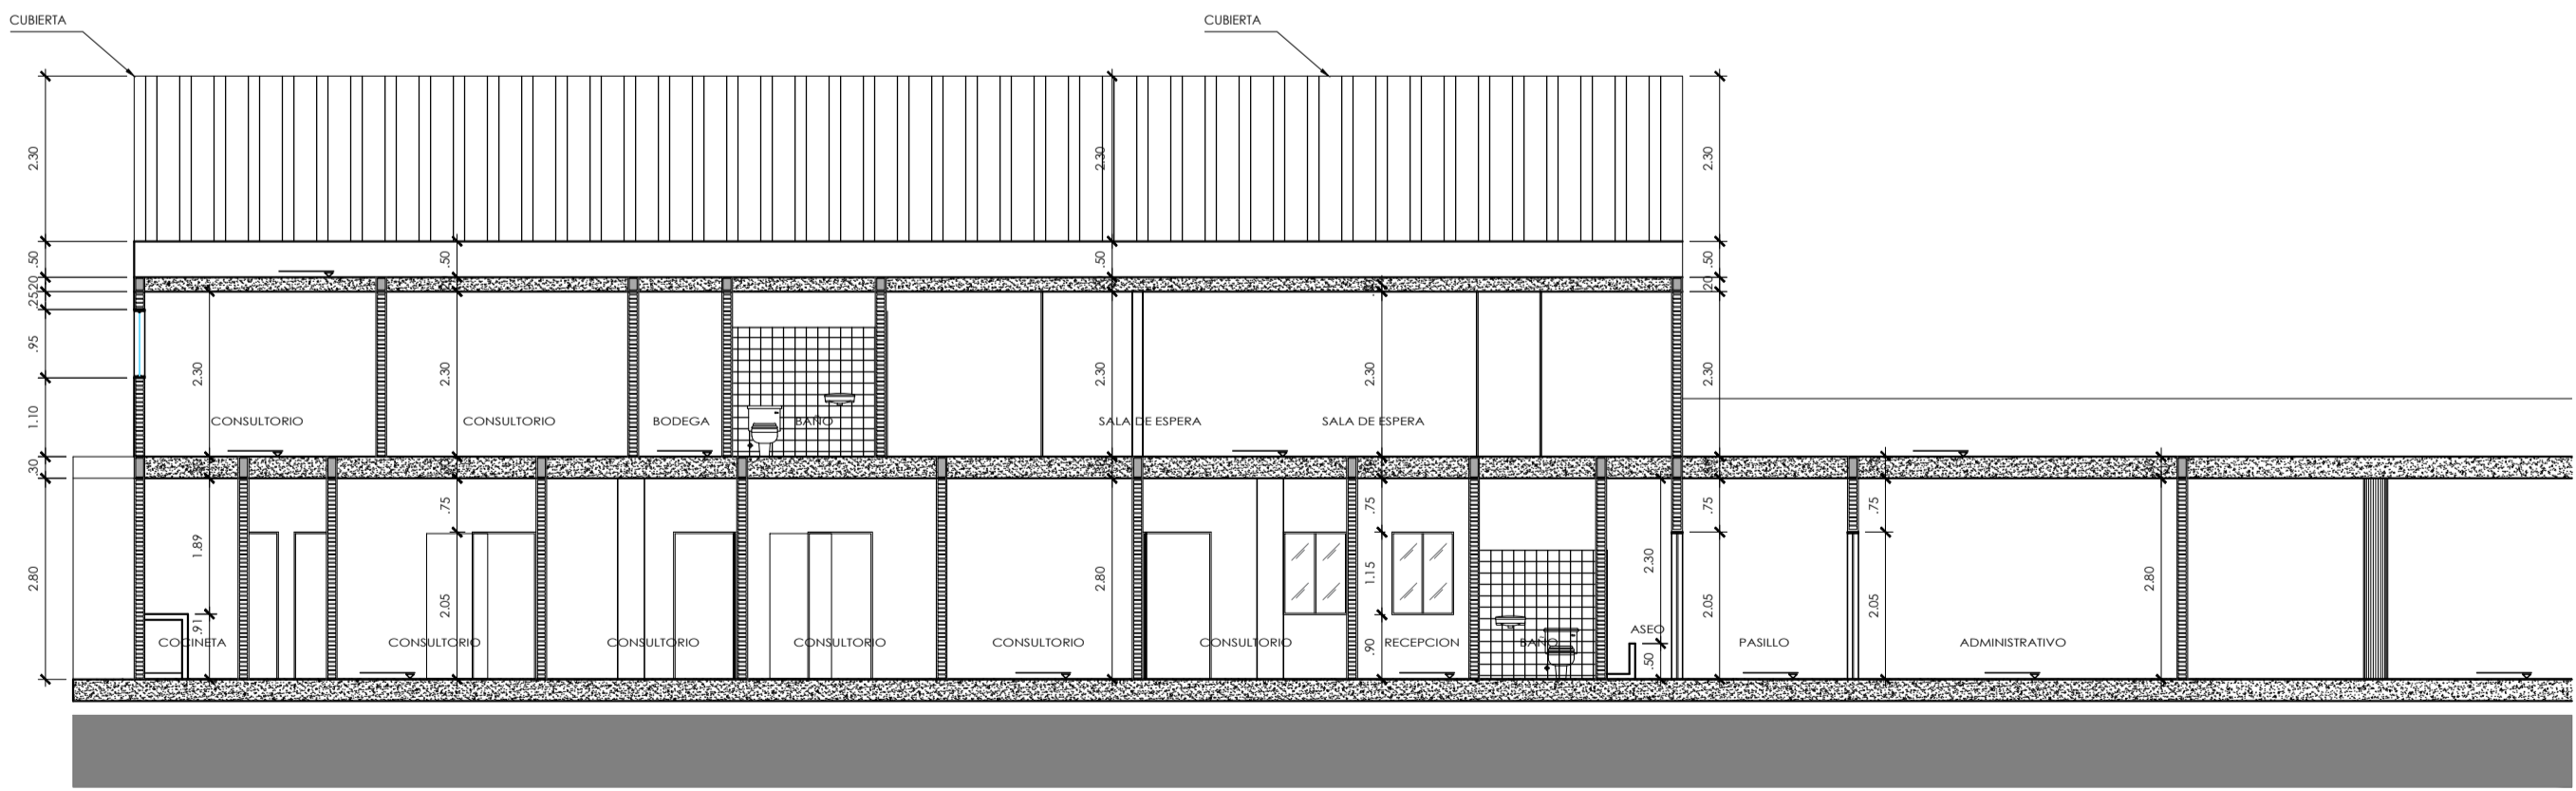 CUBIERTA
CUBIERTA
2.30
2.30
2.30
.50
.50
.50
.50
.20
.20
.25
.95
1.10
2.30
2.30
2.30
2.30
2.30
CONSULTORIO
CONSULTORIO
BODEGA
BAÑO
SALA DE ESPERA
SALA DE ESPERA
.30
2.80
1.89
.91
.75
2.05
2.80
.75
1.15
.90
2.30
.50
.75
2.05
.75
2.05
2.80
ASEO
COCINETA
CONSULTORIO
CONSULTORIO
CONSULTORIO
CONSULTORIO
CONSULTORIO
RECEPCION
BAÑO
PASILLO
ADMINISTRATIVO